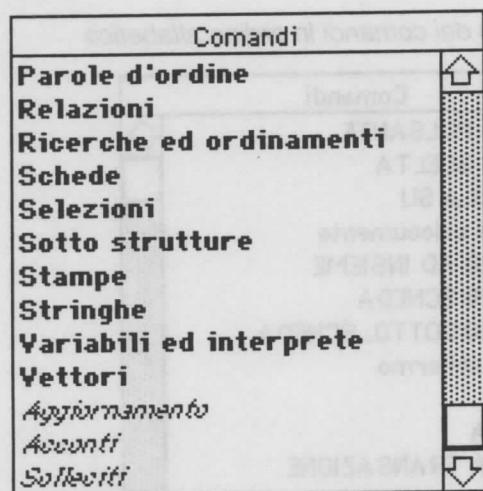 Comandi
Parole d'ordine
Relazioni
Ricerche ed ordinamenti
Schede
Selezioni
Sotto strutture
Stampe
Stringhe
Variabili ed interprete
Vettori
Aggiornamento
Acconti
Solleciti